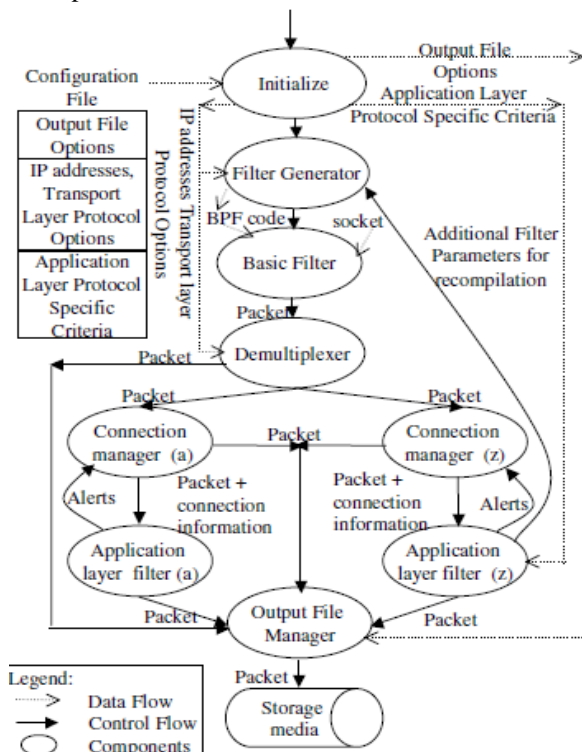 Output File
Options
Application Layer
Protocol Specific Criteria
Initialize
Configuration
File
Output File
Options
IP addresses,
Transport
Layer Protocol
Options
Application
Layer Protocol
Specific
Criteria
IP addresses Transport layer
Protocol Options
Filter Generator
BPF code
socket
Basic Filter
Additional Filter
Parameters for
recompilation
Packet
Demultiplexer
Packet
Packet
Packet
Connection
manager (a)
Packet
Connection
manager (z)
Alerts
Packet +
connection
information
Packet +
connection
information
Alerts
Application
layer filter (a)
Application
layer filter (z)
Packet
Output File
Manager
Packet
Packet
Storage
media
Legend:
Data Flow
Control Flow
Components